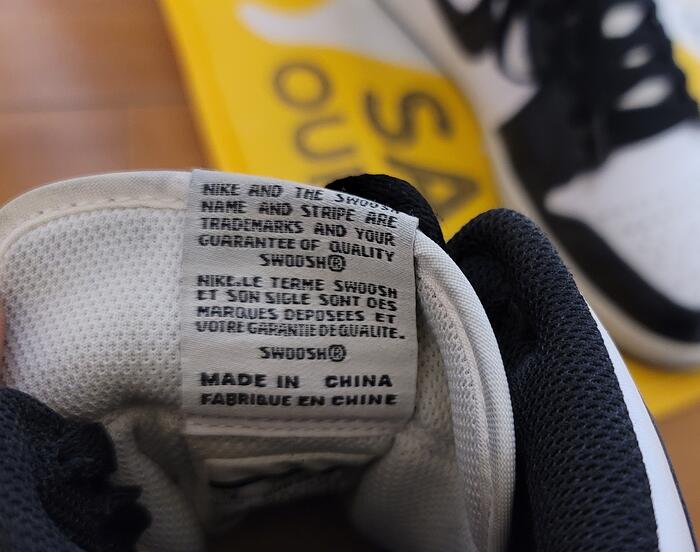 NIKE AND THE SWOOSH
NAME AND STRIPE ARE
TRADEMARKS AND YOUR
GUARANTEE OF QUALITY
SWOOSH®
NIKE.LE TERME SWOOSH
ET SON SIGLE SONT DES
MARQUES DEPOSEES ET
VOTRE GARANTIE DE QUALITE.
SWOOSH®
MADE IN CHINA
FABRIQUE EN CHINE
SA
OU